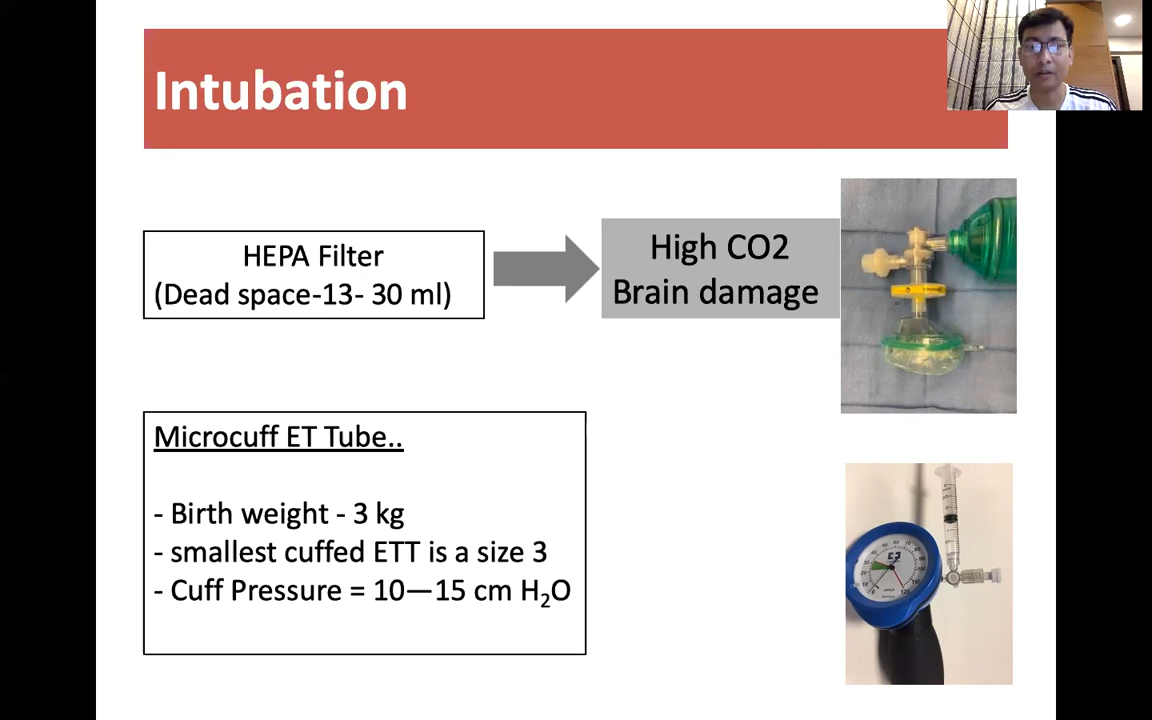 Intubation
HEPA Filter
(Dead space-13- 30 ml)
High CO2
Brain damage
Microcuff ET Tube..
- Birth weight - 3 kg
- smallest cuffed ETT is a size 3
- Cuff Pressure = 10—15 cm H₂O